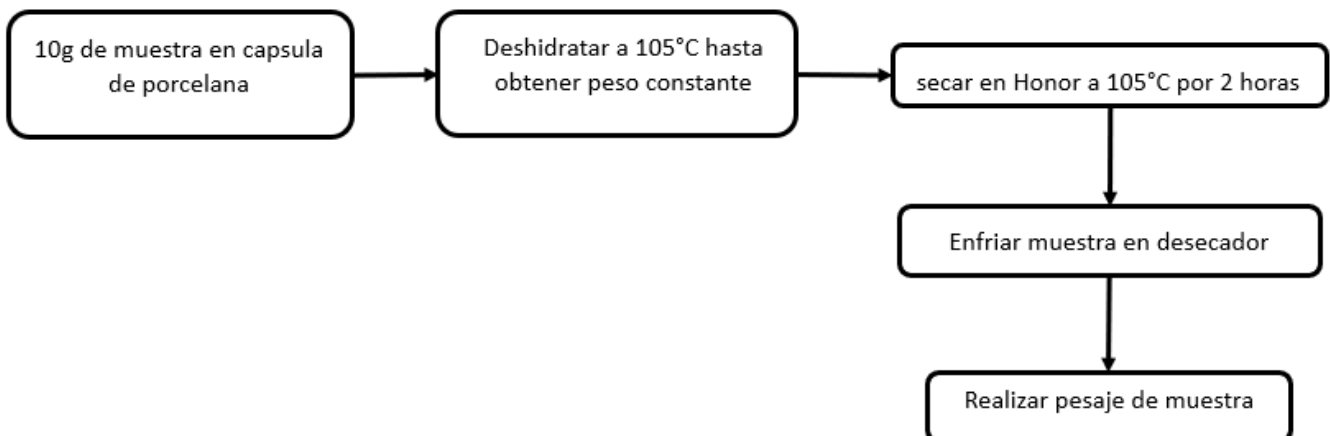 10g de muestra en capsula
de porcelana
Deshidratar a 105°C hasta
obtener peso constante
secar en Honor a 105°C por 2 horas
Enfriar muestra en desecador
Realizar pesaje de muestra